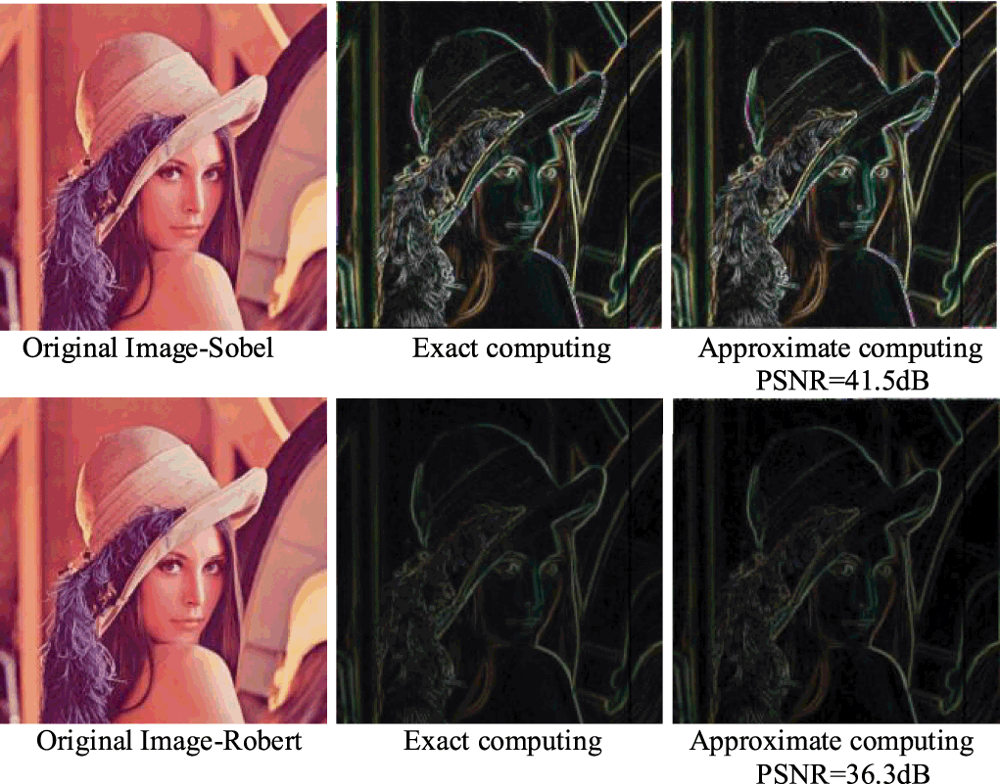 Original Image-Sobel
Exact computing
Approximate computing
PSNR=41.5dB
Original Image-Robert
Exact computing
Approximate computing
PSNR=36.3dB